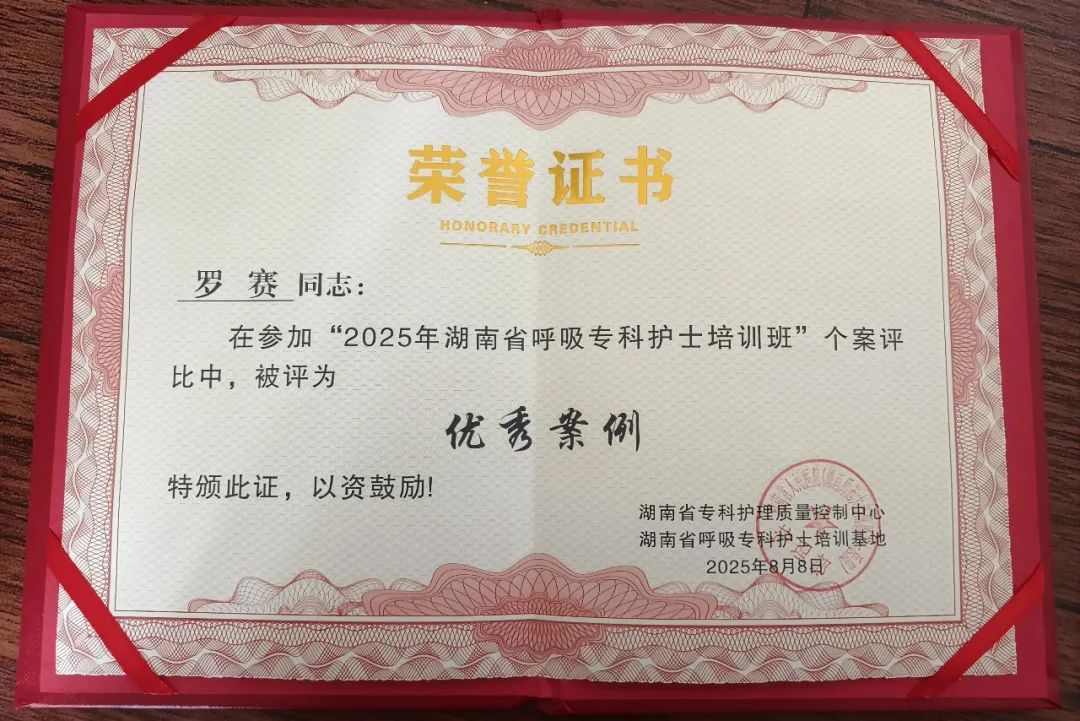 荣誉证书
HONORARY CREDENTIAL
罗赛 同志：
在参加“2025年湖南省呼吸专科护士培训班”个案评
比中，被评为
优秀案例
特颁此证，以资鼓励!
湖南省专科护理质量控制中心
湖南省呼吸专科护士培训基地
2025年8月8日